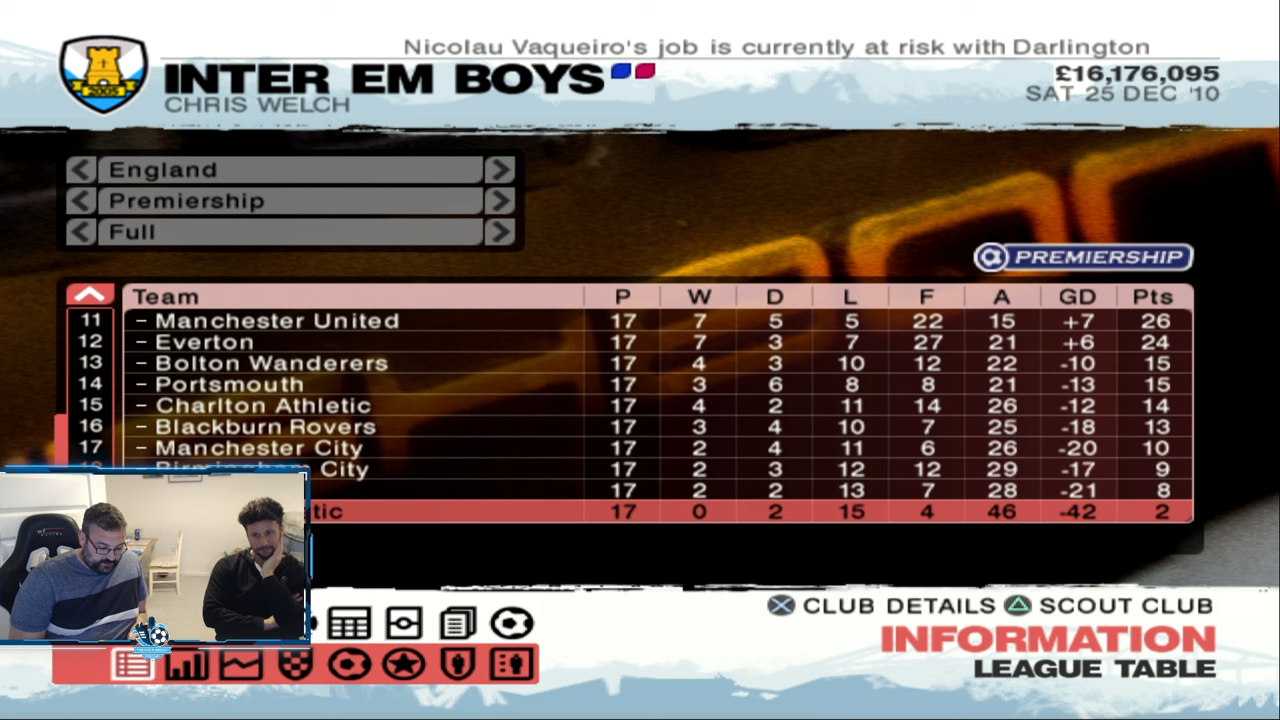 Nicolau Vaqueiro's job is currently at risk with Darlington
INTER EM BOYS
CHRIS WELCH
£16,176,095
SAT 25 DEC '10
2005
England
Premiership
Full
PREMIERSHIP
Team P W D L F A GD Pts
11 – Manchester United 17 7 5 5 22 15 +7 26
12 – Everton 17 7 3 7 27 21 +6 24
13 – Bolton Wanderers 17 4 3 10 12 22 -10 15
14 – Portsmouth 17 3 6 8 8 21 -13 15
15 – Charlton Athletic 17 4 2 11 14 26 -12 14
16 – Blackburn Rovers 17 3 4 10 7 25 -18 13
17 – Manchester City 17 2 4 11 6 26 -20 10
– Birmingham City 17 2 3 12 12 29 -17 9
17 2 2 13 7 28 -21 8
tic 17 0 2 15 4 46 -42 2
CLUB DETAILS SCOUT CLUB
INFORMATION
LEAGUE TABLE